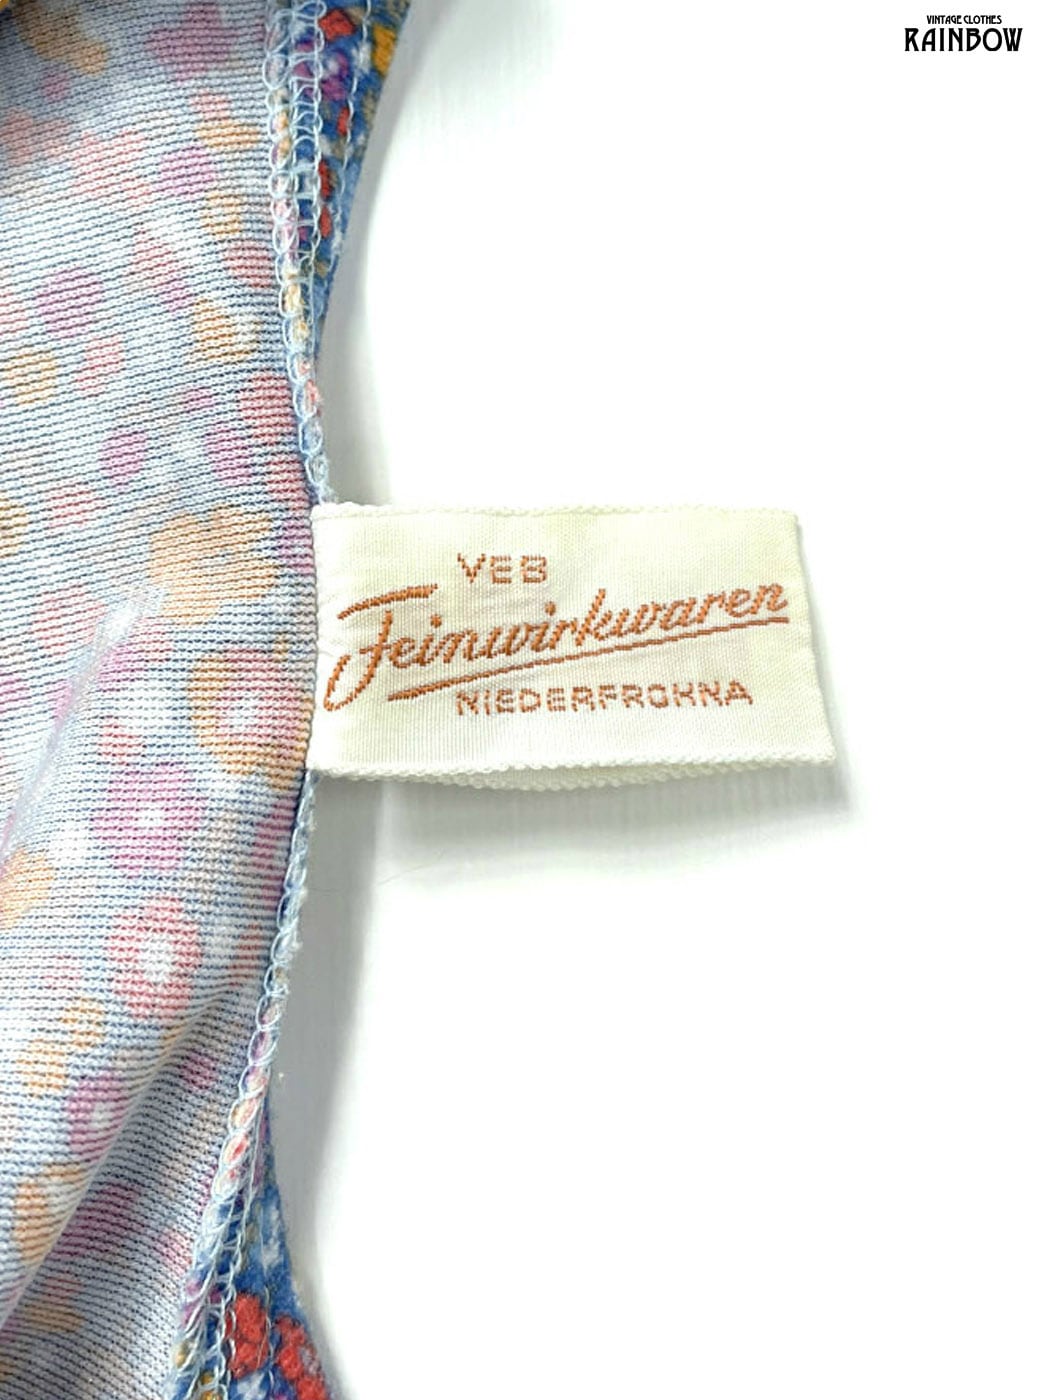 VINTAGE CLOTHES
RAINBOW
VEB
Feinwirkwaren
NIEDERFROHNA